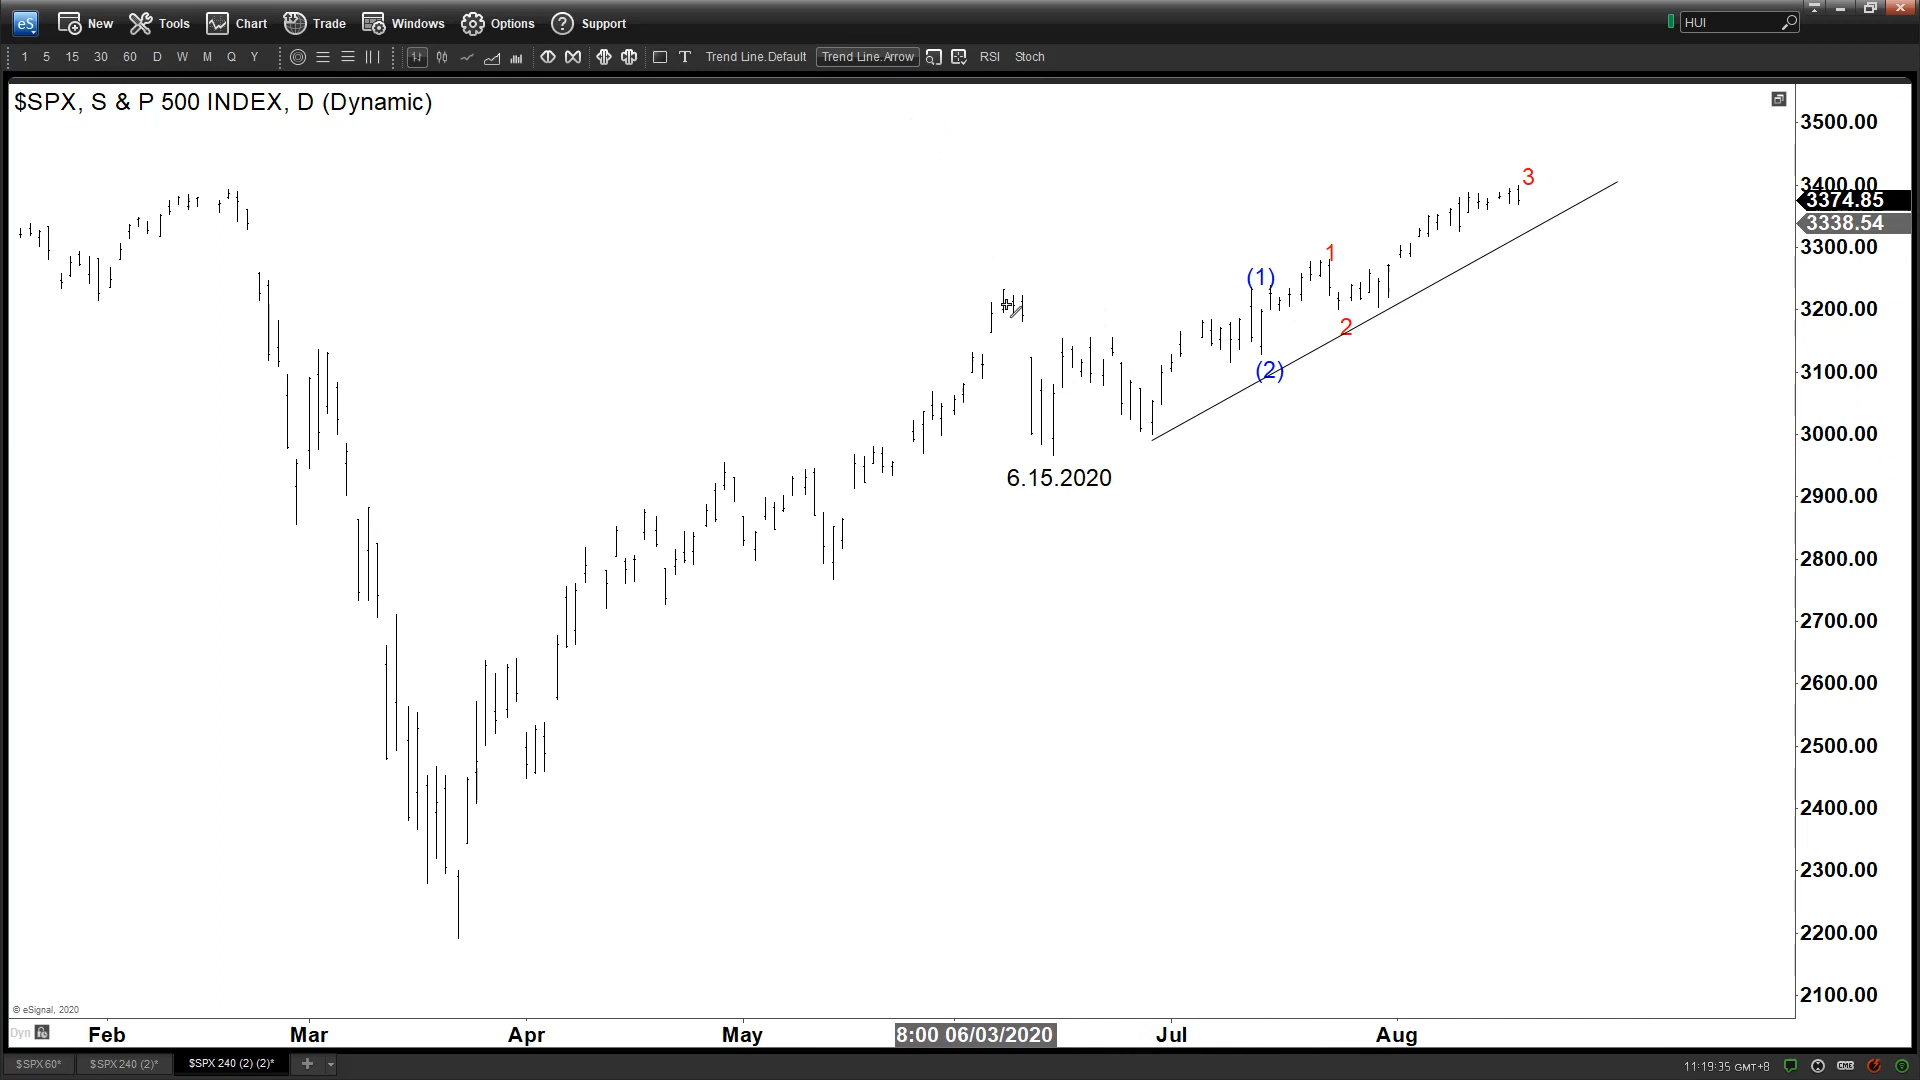 eS New Tools Chart Trade Windows Options Support HUI
1 5 15 30 60 D W M Q Y T Trend Line.Default Trend Line.Arrow RSI Stoch
$SPX, S & P 500 INDEX, D (Dynamic)
3500.00
3400.00
3374.85
3338.54
3300.00
3200.00
3100.00
3000.00
2900.00
2800.00
2700.00
2600.00
2500.00
2400.00
2300.00
2200.00
2100.00
3
1
(1)
2
(2)
6.15.2020
© eSignal, 2020
Dyn
Feb Mar Apr May 8:00 06/03/2020 Jul Aug
$SPX 60* $SPX 240 (2)* $SPX 240 (2) (2)* +
11:19:35 GMT+8 CME